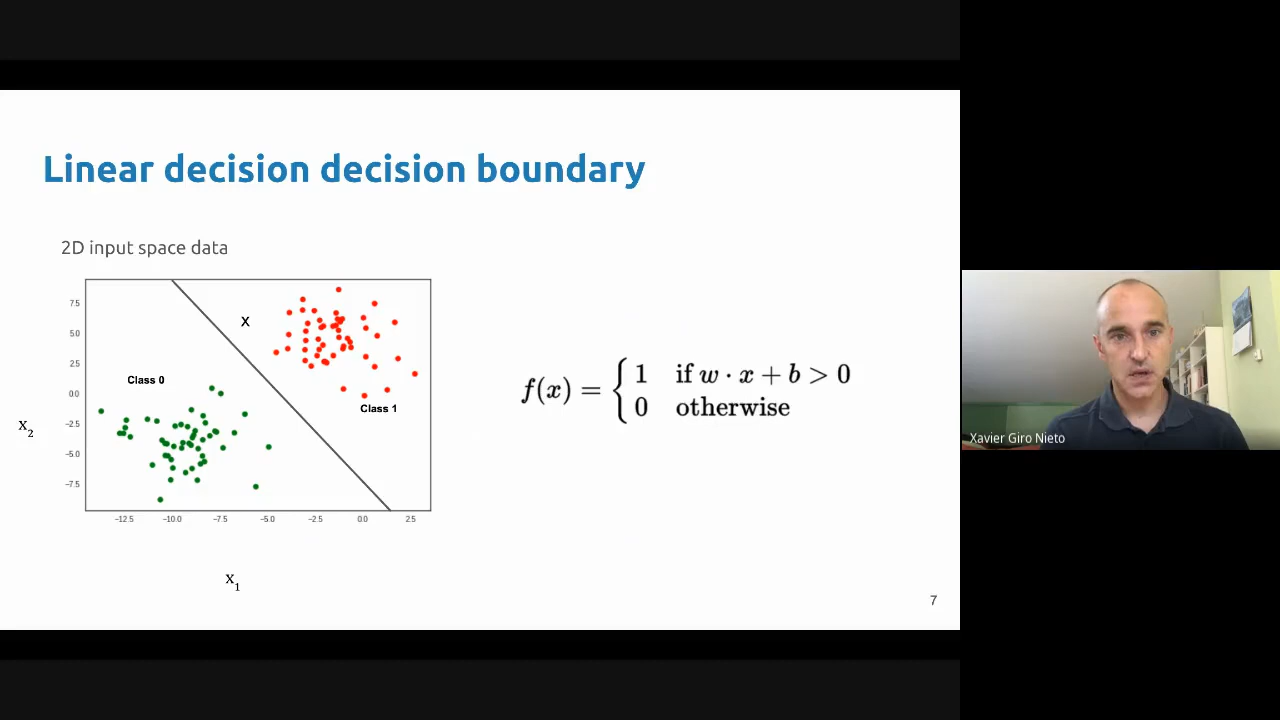 Linear decision decision boundary
2D input space data
7.5
5.0
2.5
0.0
−2.5
−5.0
−7.5
−12.5 −10.0 −7.5 −5.0 −2.5 0.0 2.5
X
Class 0
Class 1
x2
x1
f(x) = { 1 if w · x + b > 0
0 otherwise
Xavier Giro Nieto
7